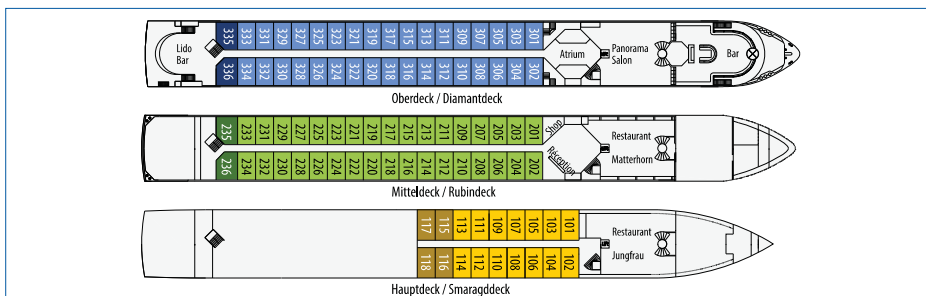 335 333 331 329 327 325 323 321 319 317 315 313 311 309 307 305 303 301
Lido
Bar
Atrium
Panorama
Salon
Bar
336 334 332 330 328 326 324 322 320 318 316 314 312 310 308 306 304 302
Oberdeck / Diamantdeck
235 233 231 229 227 225 223 221 219 217 215 213 211 209 207 205 203 201
Shop
Réception
Restaurant
Matterhorn
236 234 232 230 228 226 224 222 220 218 216 214 212 210 208 206 204 202
Mitteldeck / Rubindeck
117 115 113 111 109 107 105 103 101
Restaurant
Jungfrau
118 116 114 112 110 108 106 104 102
Hauptdeck / Smaragddeck